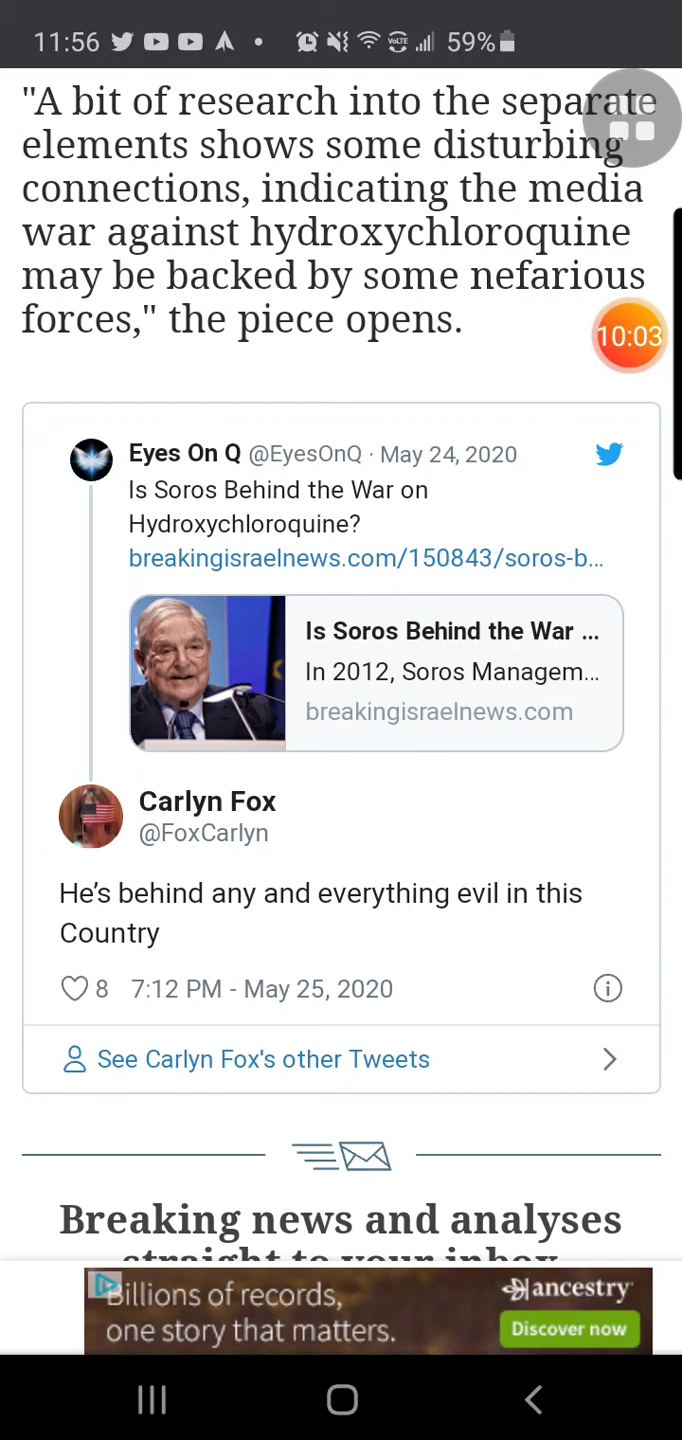 11:56 59%
"A bit of research into the separate
elements shows some disturbing
connections, indicating the media
war against hydroxychloroquine
may be backed by some nefarious
forces," the piece opens.
10:03
Eyes On Q @EyesOnQ · May 24, 2020
Is Soros Behind the War on
Hydroxychloroquine?
breakingisraelnews.com/150843/soros-b...
Is Soros Behind the War ...
In 2012, Soros Managem...
breakingisraelnews.com
Carlyn Fox
@FoxCarlyn
He's behind any and everything evil in this
Country
8 7:12 PM - May 25, 2020
See Carlyn Fox's other Tweets
Breaking news and analyses
straight to your inbox
Billions of records,
one story that matters.
ancestry
Discover now